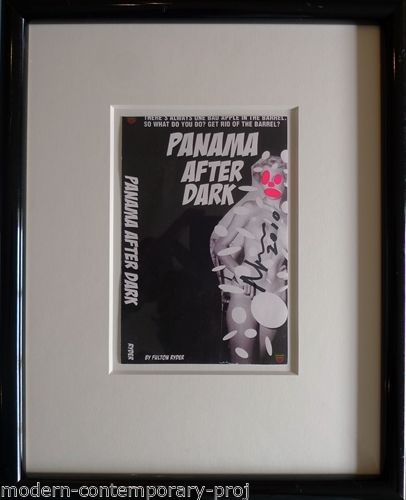 THERE'S ALWAYS ONE BAD APPLE IN THE BARREL.
SO WHAT DO YOU DO? GET RID OF THE BARREL?
PANAMA
AFTER
DARK
PANAMA AFTER DARK
2010
RYDER
BY FULTON RYDER
modern-contemporary-proj